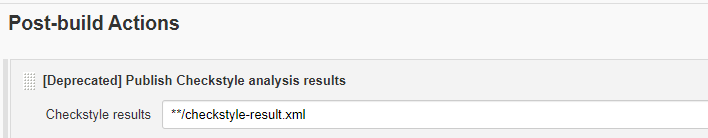 Post-build Actions
[Deprecated] Publish Checkstyle analysis results
Checkstyle results **/checkstyle-result.xml